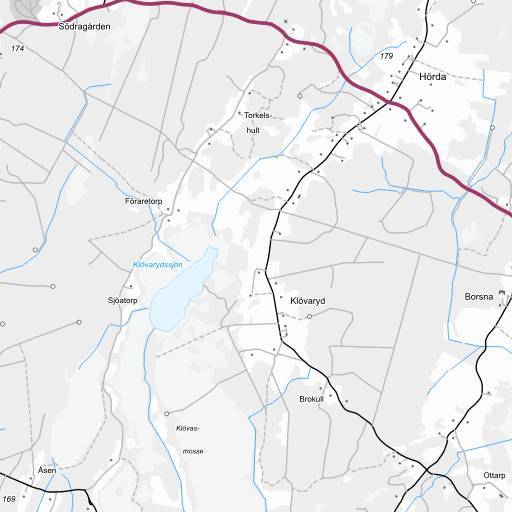 Södragården
174
179
Hörda
Torkels-
hult
Föraretorp
Klövarydssjön
Sjöatorp
Klövaryd
Borsna
Brokull
Klövas-
mosse
Åsen
169
Ottarp